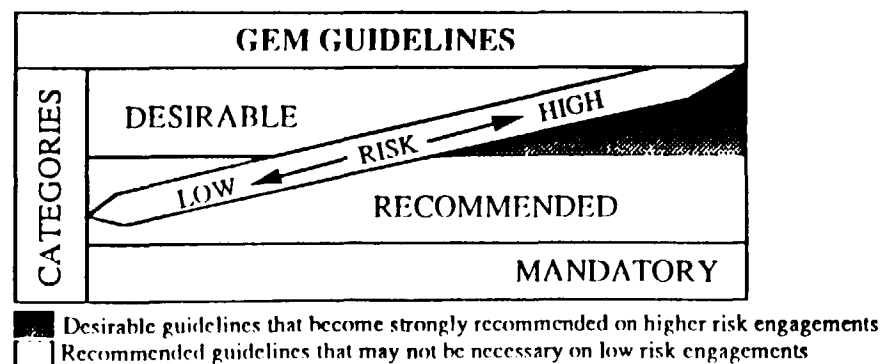 GEM GUIDELINES
CATEGORIES
DESIRABLE
LOW RISK HIGH
RECOMMENDED
MANDATORY
Desirable guidelines that become strongly recommended on higher risk engagements
Recommended guidelines that may not be necessary on low risk engagements